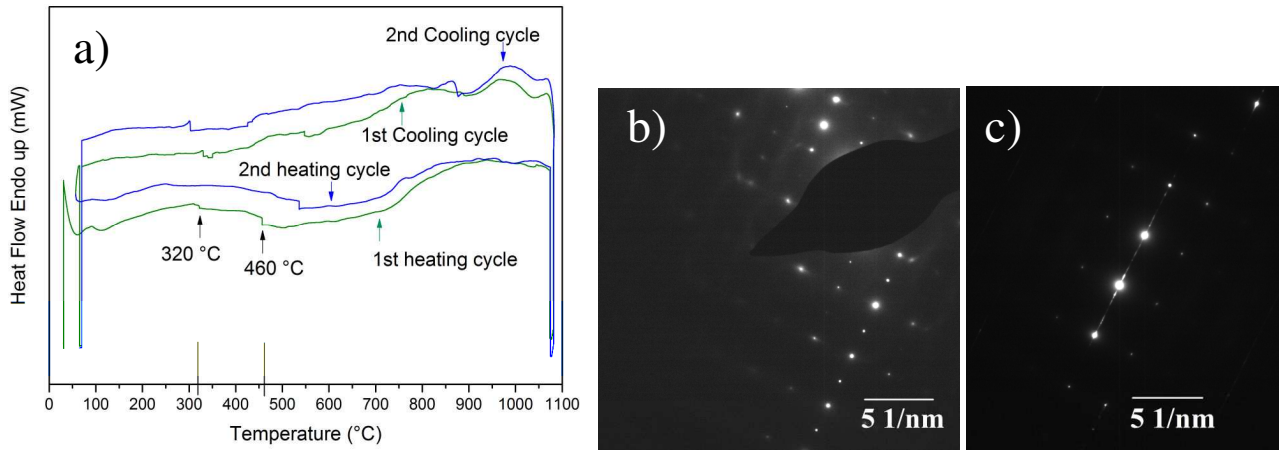 a)
2nd Cooling cycle
1st Cooling cycle
2nd heating cycle
320 °C
460 °C
1st heating cycle
Heat Flow Endo up (mW)
0 100 200 300 400 500 600 700 800 900 1000 1100
Temperature (°C)
b)
5 1/nm
c)
5 1/nm